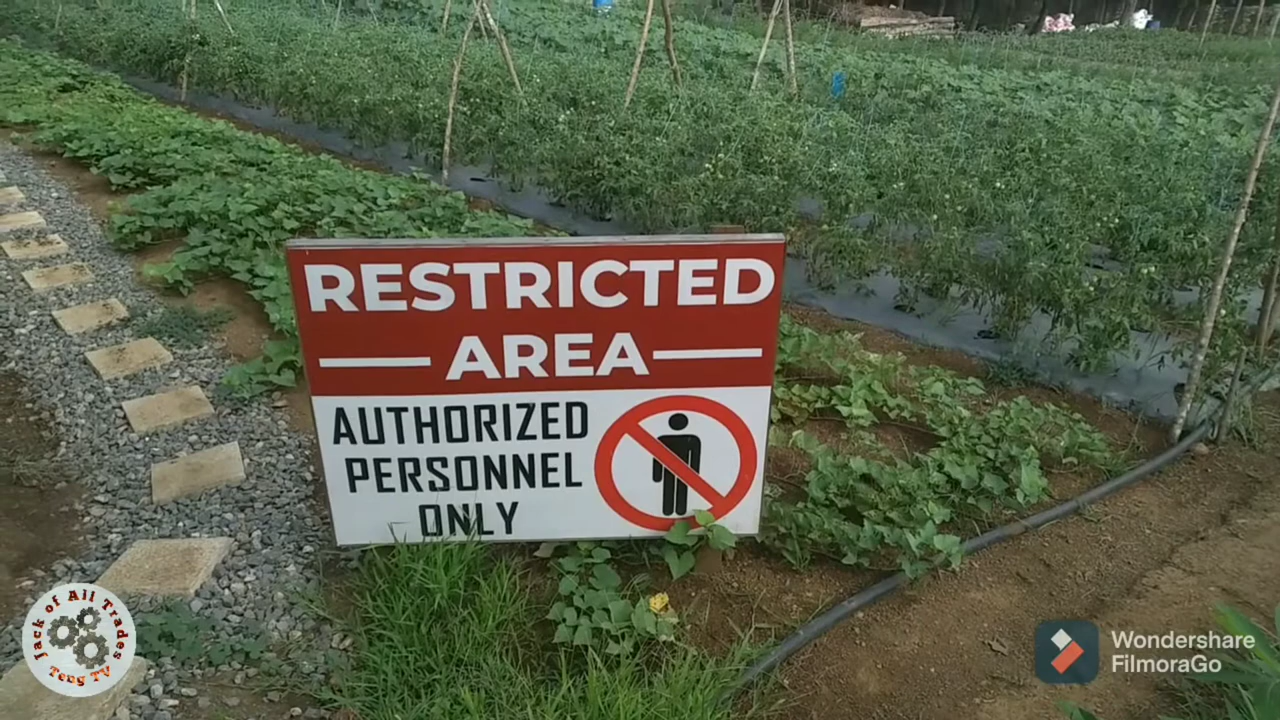 RESTRICTED
AREA
AUTHORIZED
PERSONNEL
ONLY
Jack of All Trades
Teng TV
Wondershare
FilmoraGo